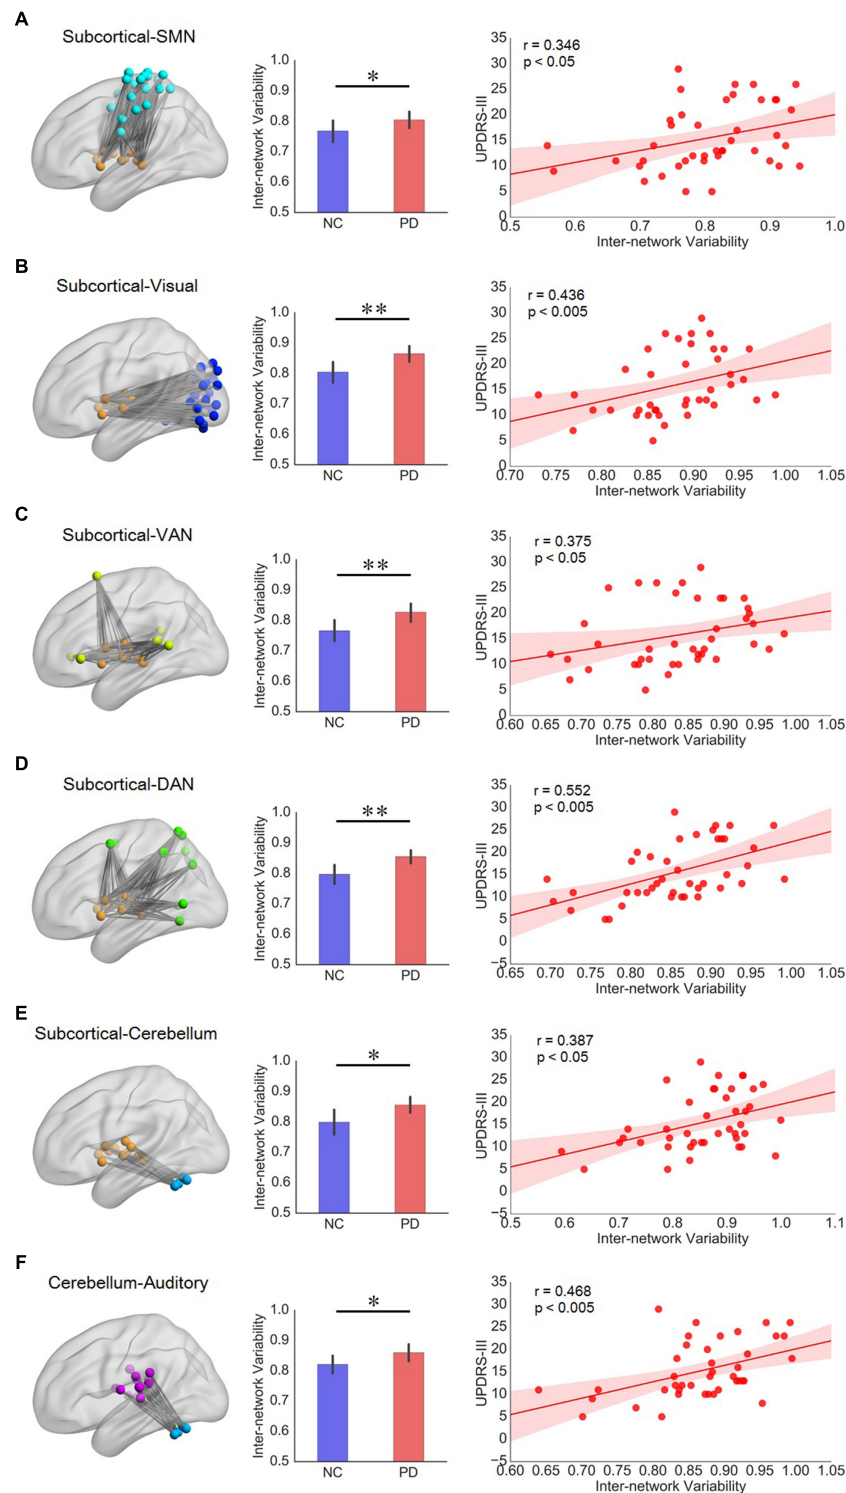 A
Subcortical-SMN
Inter-network Variability
1.0
0.9
0.8
0.7
0.6
0.5
*
NC PD
UPDRS-III
35
30
25
20
15
10
5
0
r = 0.346
p < 0.05
0.5 0.6 0.7 0.8 0.9 1.0
Inter-network Variability
B
Subcortical-Visual
Inter-network Variability
1.0
0.9
0.8
0.7
0.6
0.5
**
NC PD
UPDRS-III
35
30
25
20
15
10
5
0
r = 0.436
p < 0.005
0.70 0.75 0.80 0.85 0.90 0.95 1.00 1.05
Inter-network Variability
C
Subcortical-VAN
Inter-network Variability
1.0
0.9
0.8
0.7
0.6
0.5
**
NC PD
UPDRS-III
35
30
25
20
15
10
5
0
r = 0.375
p < 0.05
0.60 0.65 0.70 0.75 0.80 0.85 0.90 0.95 1.00 1.05
Inter-network Variability
D
Subcortical-DAN
Inter-network Variability
1.0
0.9
0.8
0.7
0.6
0.5
**
NC PD
UPDRS-III
35
30
25
20
15
10
5
0
−5
r = 0.552
p < 0.005
0.65 0.70 0.75 0.80 0.85 0.90 0.95 1.00 1.05
Inter-network Variability
E
Subcortical-Cerebellum
Inter-network Variability
1.0
0.9
0.8
0.7
0.6
0.5
*
NC PD
UPDRS-III
35
30
25
20
15
10
5
0
−5
r = 0.387
p < 0.05
0.5 0.6 0.7 0.8 0.9 1.0 1.1
Inter-network Variability
F
Cerebellum-Auditory
Inter-network Variability
1.0
0.9
0.8
0.7
0.6
0.5
*
NC PD
UPDRS-III
35
30
25
20
15
10
5
0
−5
r = 0.468
p < 0.005
0.60 0.65 0.70 0.75 0.80 0.85 0.90 0.95 1.00 1.05
Inter-network Variability